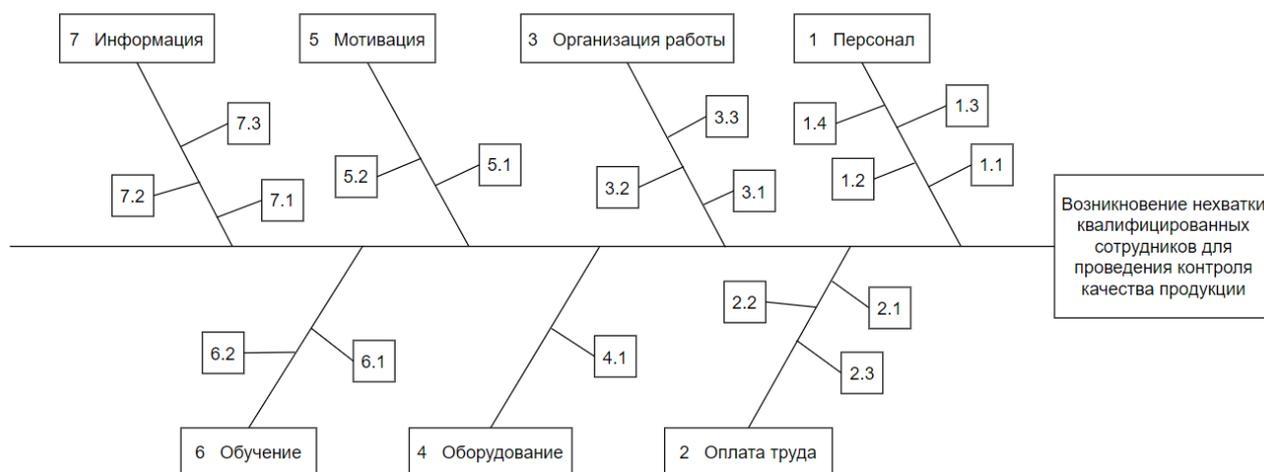 7 Информация
5 Мотивация
3 Организация работы
1 Персонал
7.3
3.3
1.3
1.4
7.2
7.1
5.2
5.1
3.2
3.1
1.2
1.1
Возникновение нехватки
квалифицированных
сотрудников для
проведения контроля
качества продукции
2.2
2.1
6.2
6.1
4.1
2.3
6 Обучение
4 Оборудование
2 Оплата труда